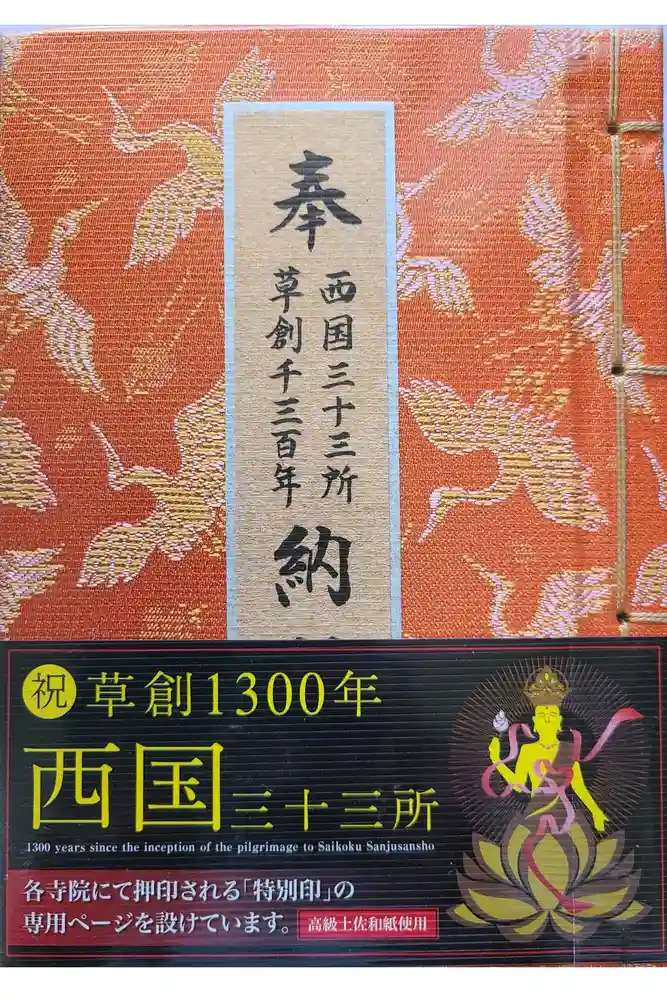 奉
西国三十三所
草創千三百年
納
祝 草創1300年
西国三十三所
1300 years since the inception of the pilgrimage to Saikoku Sanjusansho
各寺院にて押印される「特別印」の
専用ページを設けています。
高級土佐和紙使用